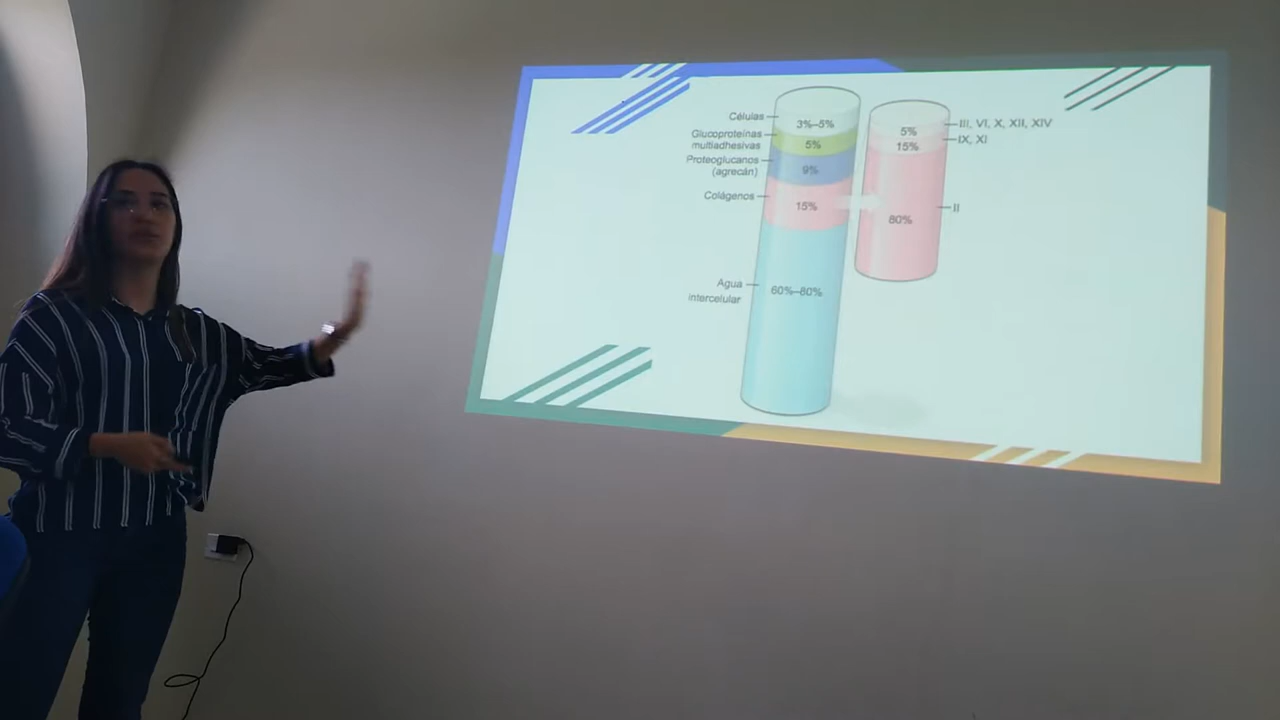 Células
3%–5%
Glucoproteínas
multiadhesivas
5%
Proteoglucanos
(agrecán)
9%
Colágenos
15%
Agua
intercelular
60%–80%
5%
III, VI, X, XII, XIV
15%
IX, XI
80%
II